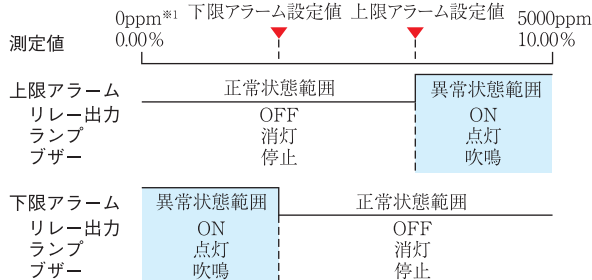 0ppm※1 下限アラーム設定値 上限アラーム設定値 5000ppm
測定値 0.00% 10.00%
上限アラーム 正常状態範囲 異常状態範囲
リレー出力 OFF ON
ランプ 消灯 点灯
ブザー 停止 吹鳴
下限アラーム 異常状態範囲 正常状態範囲
リレー出力 ON OFF
ランプ 点灯 消灯
ブザー 吹鳴 停止